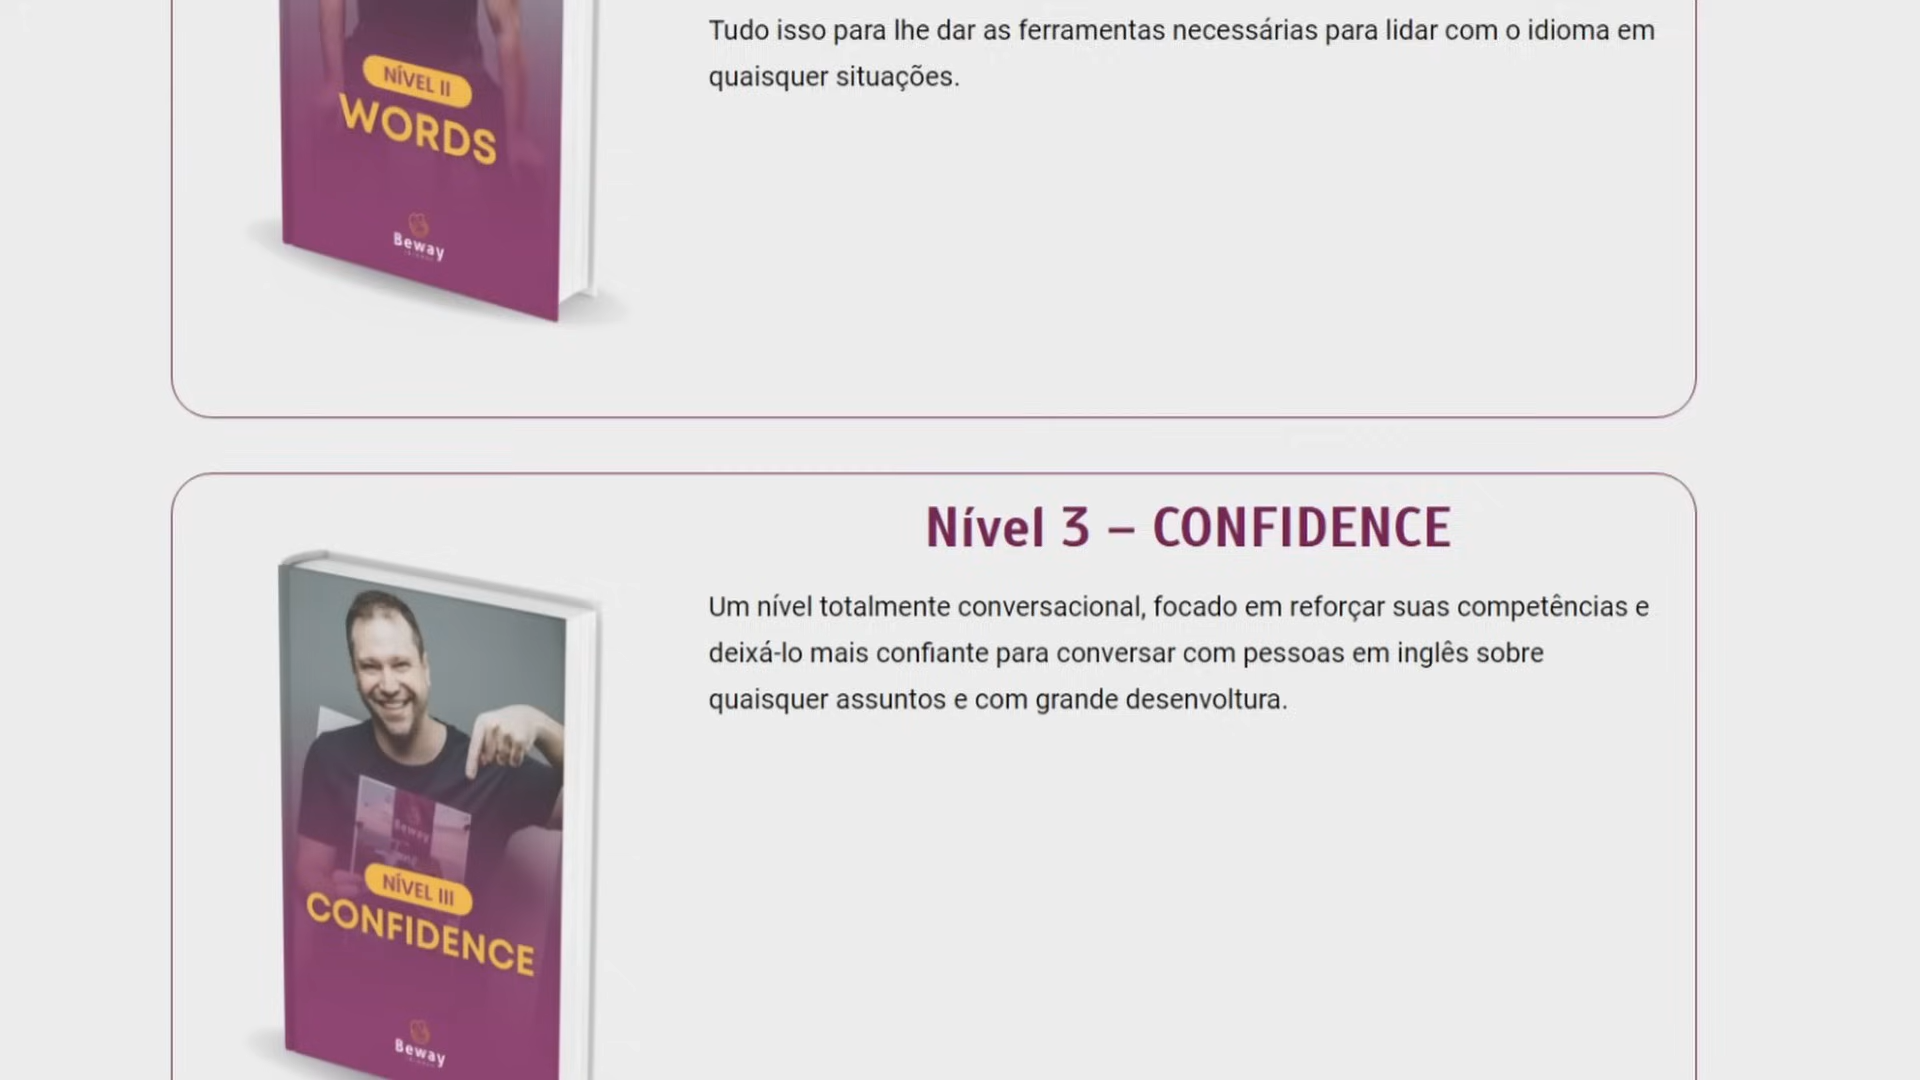 Tudo isso para lhe dar as ferramentas necessárias para lidar com o idioma em
quaisquer situações.
NÍVEL II
WORDS
Beway
Nível 3 – CONFIDENCE
Um nível totalmente conversacional, focado em reforçar suas competências e
deixá-lo mais confiante para conversar com pessoas em inglês sobre
quaisquer assuntos e com grande desenvoltura.
Beway
NÍVEL III
CONFIDENCE
Beway